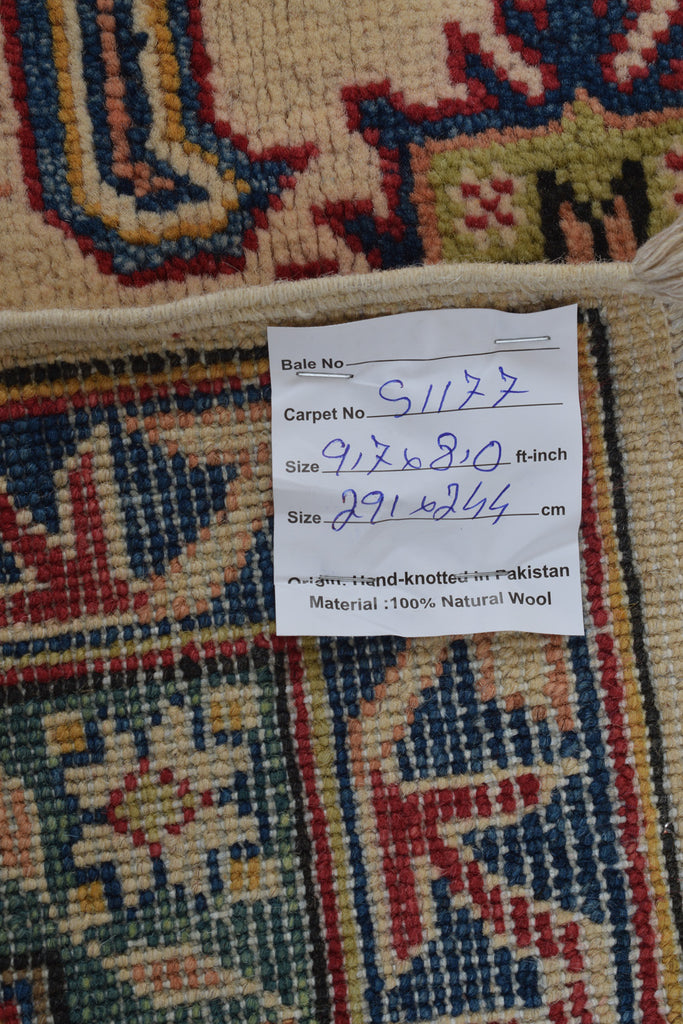 Bale No
Carpet No S1177
Size 9,7x8,0 ft-inch
Size 291x244 cm
Origin: Hand-knotted in Pakistan
Material :100% Natural Wool